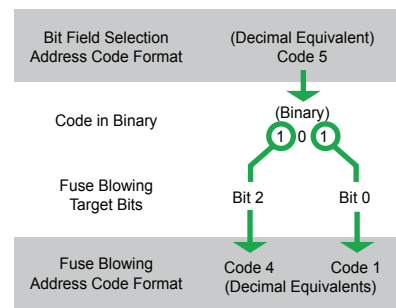 Bit Field Selection
Address Code Format
(Decimal Equivalent)
Code 5
Code in Binary
(Binary)
1 0 1
Fuse Blowing
Target Bits
Bit 2
Bit 0
Fuse Blowing
Address Code Format
Code 4
Code 1
(Decimal Equivalents)